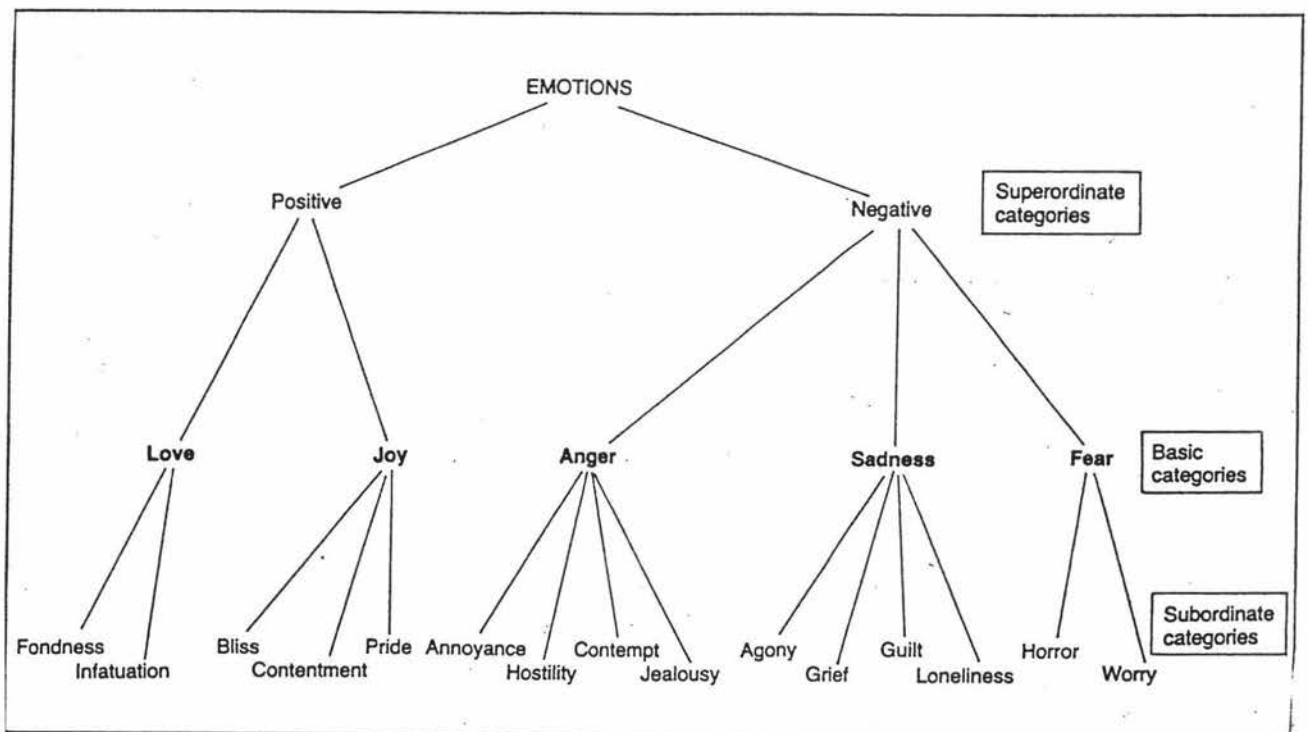 EMOTIONS
Positive
Negative
Superordinate
categories
Love
Joy
Anger
Sadness
Fear
Basic
categories
Fondness
Infatuation
Bliss
Contentment
Pride
Annoyance
Hostility
Contempt
Jealousy
Agony
Grief
Guilt
Loneliness
Horror
Worry
Subordinate
categories